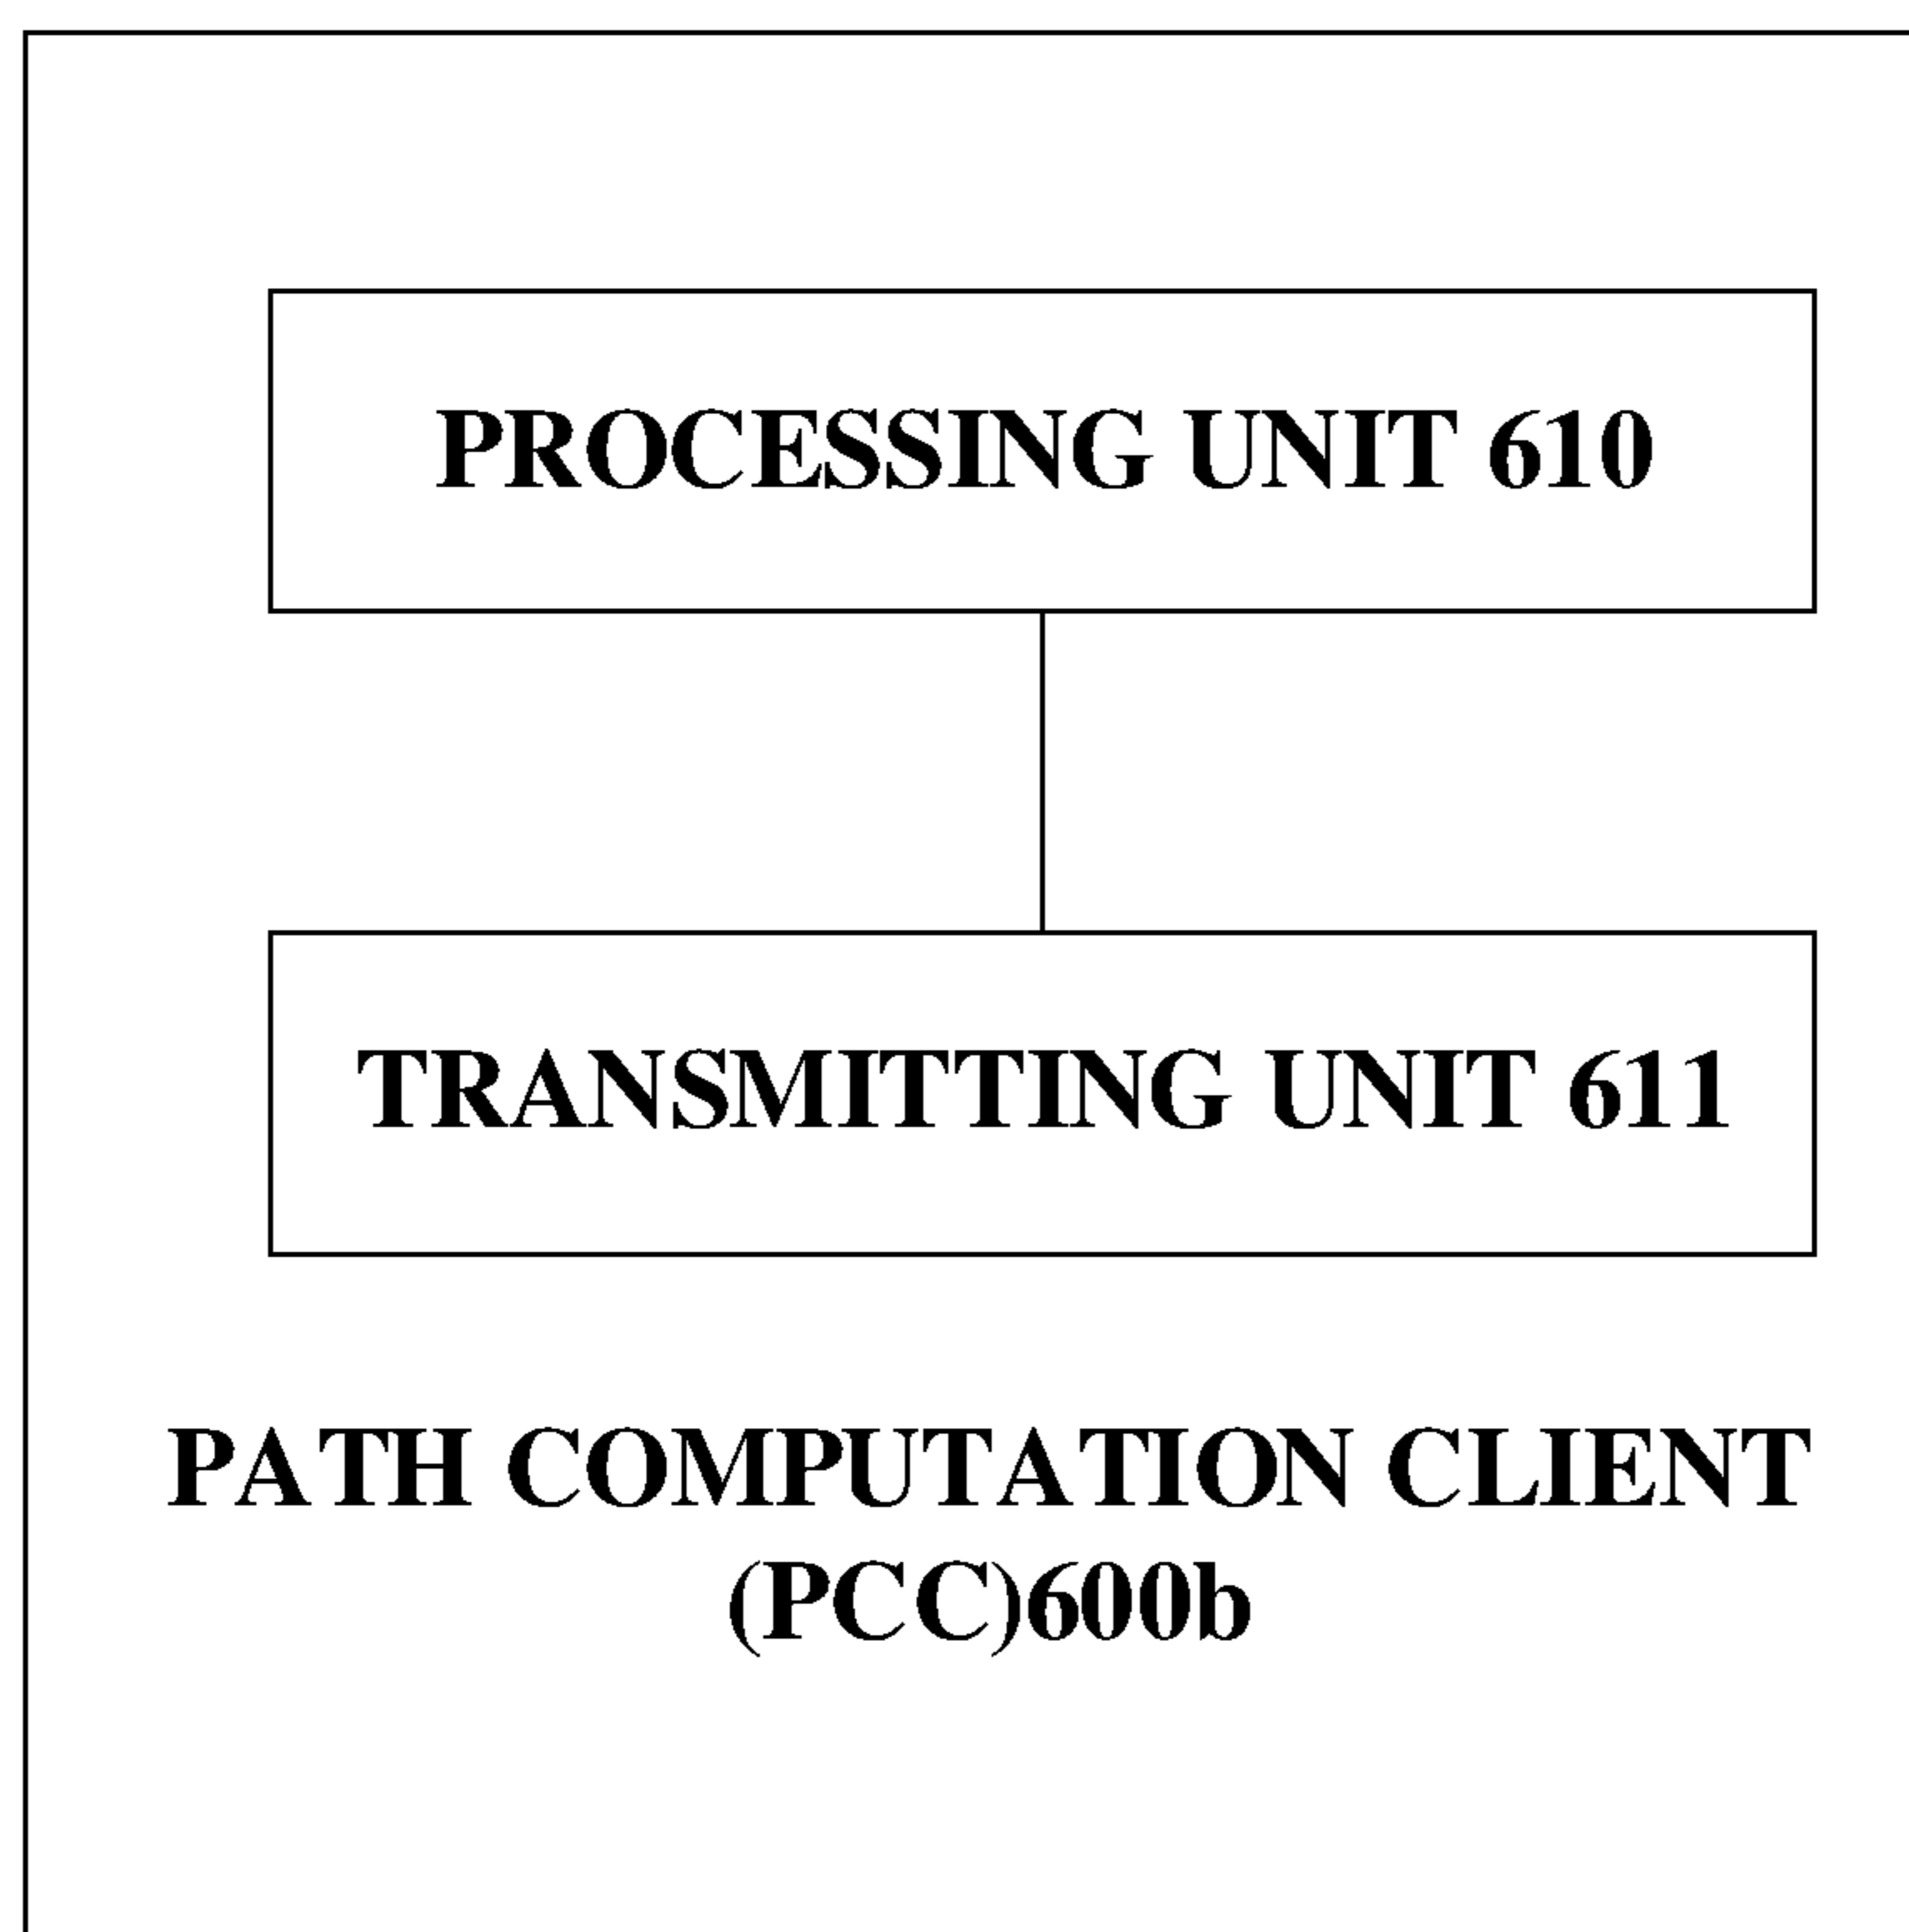 PROCESSING UNIT 610
TRANSMITTING UNIT 611
PATH COMPUTATION CLIENT
(PCC)600b